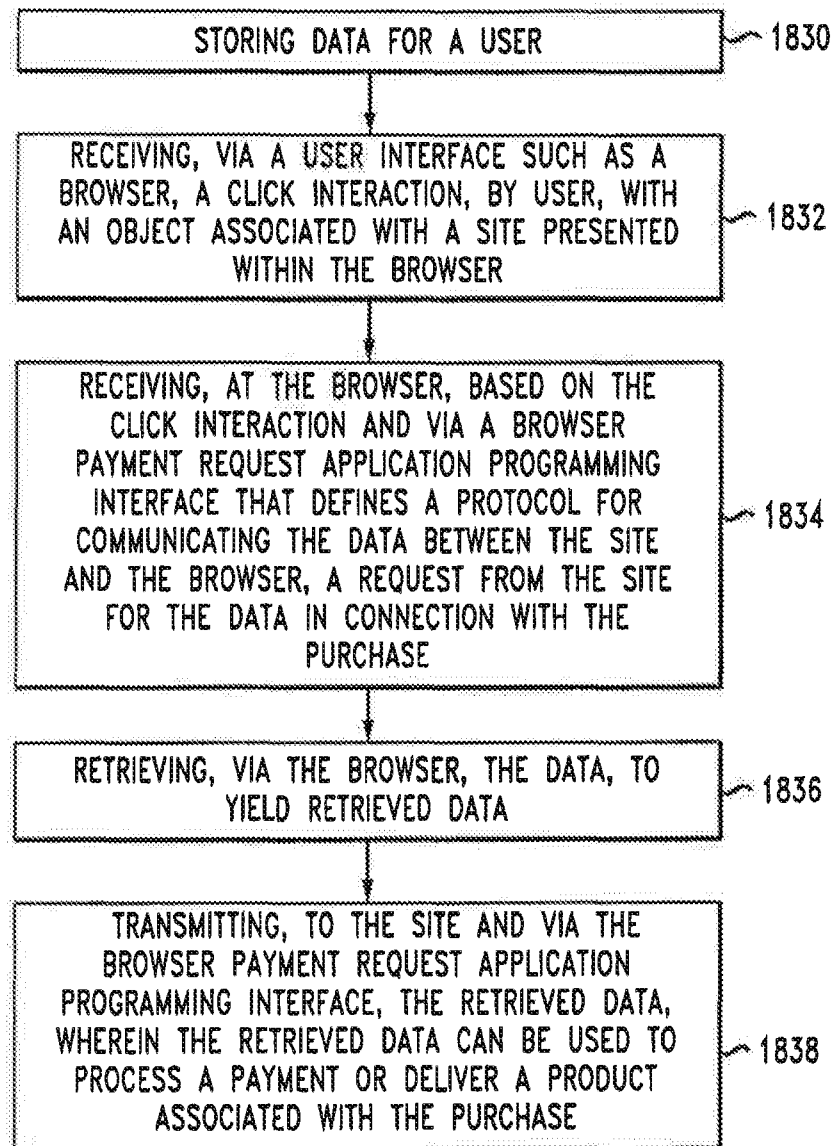 STORING DATA FOR A USER
1830
RECEIVING, VIA A USER INTERFACE SUCH AS A
BROWSER, A CLICK INTERACTION, BY USER, WITH
AN OBJECT ASSOCIATED WITH A SITE PRESENTED
WITHIN THE BROWSER
1832
RECEIVING, AT THE BROWSER, BASED ON THE
CLICK INTERACTION AND VIA A BROWSER
PAYMENT REQUEST APPLICATION PROGRAMMING
INTERFACE THAT DEFINES A PROTOCOL FOR
COMMUNICATING THE DATA BETWEEN THE SITE
AND THE BROWSER, A REQUEST FROM THE SITE
FOR THE DATA IN CONNECTION WITH THE
PURCHASE
1834
RETRIEVING, VIA THE BROWSER, THE DATA, TO
YIELD RETRIEVED DATA
1836
TRANSMITTING, TO THE SITE AND VIA THE
BROWSER PAYMENT REQUEST APPLICATION
PROGRAMMING INTERFACE, THE RETRIEVED DATA,
WHEREIN THE RETRIEVED DATA CAN BE USED TO
PROCESS A PAYMENT OR DELIVER A PRODUCT
ASSOCIATED WITH THE PURCHASE
1838